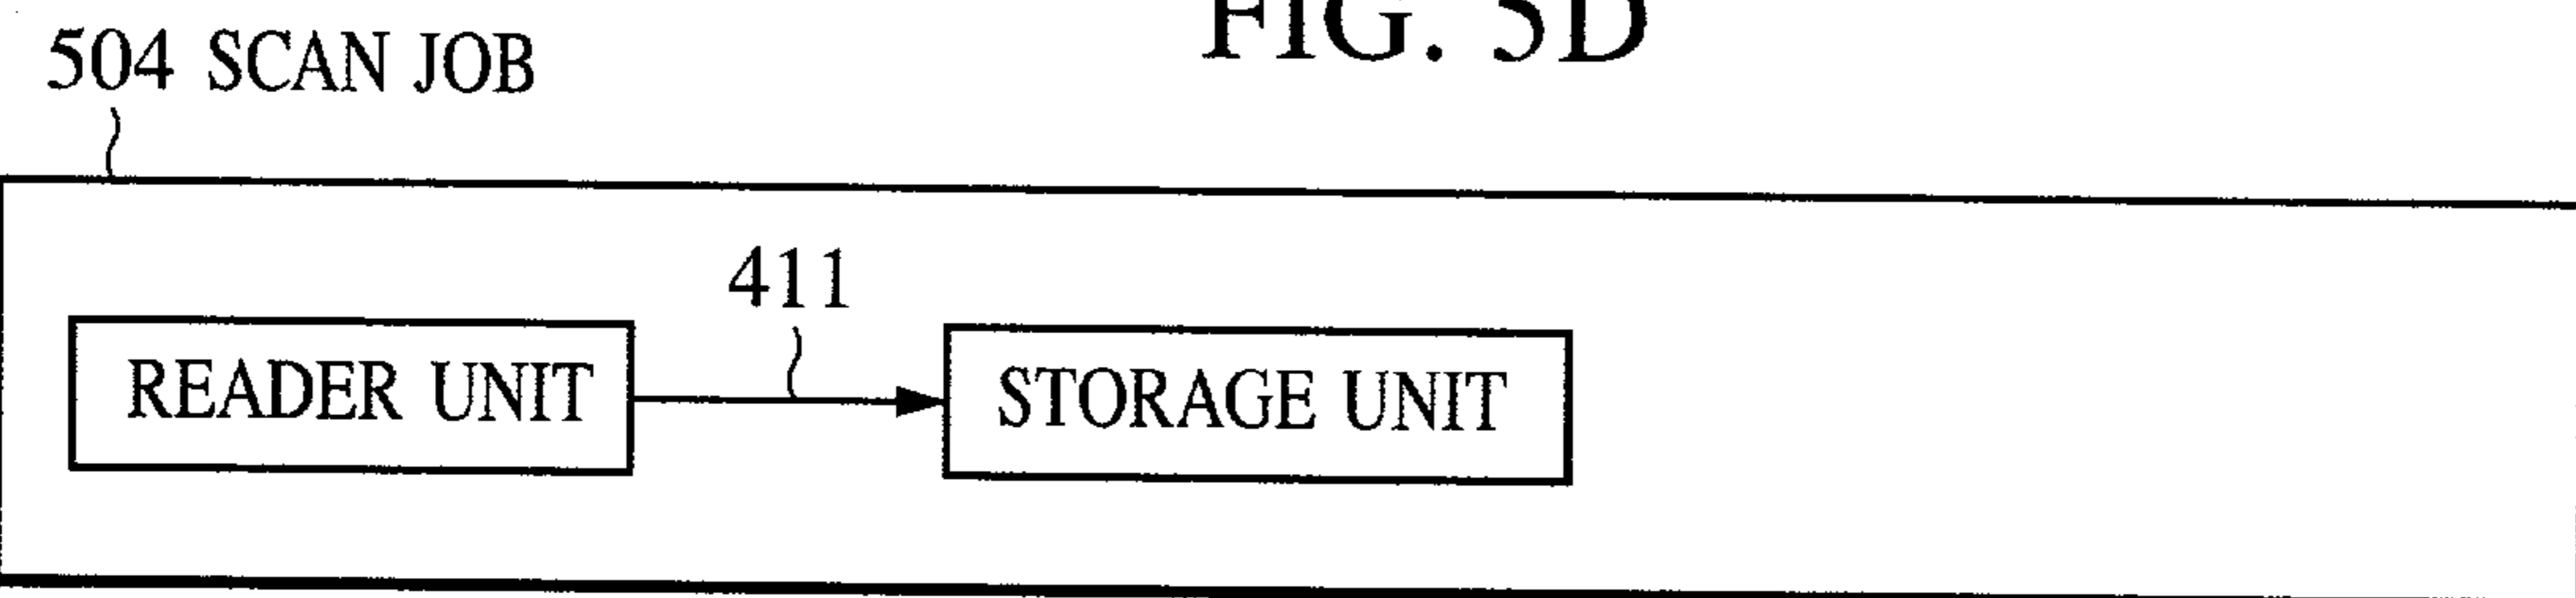 FIG. 5D
504 SCAN JOB
411
READER UNIT
STORAGE UNIT